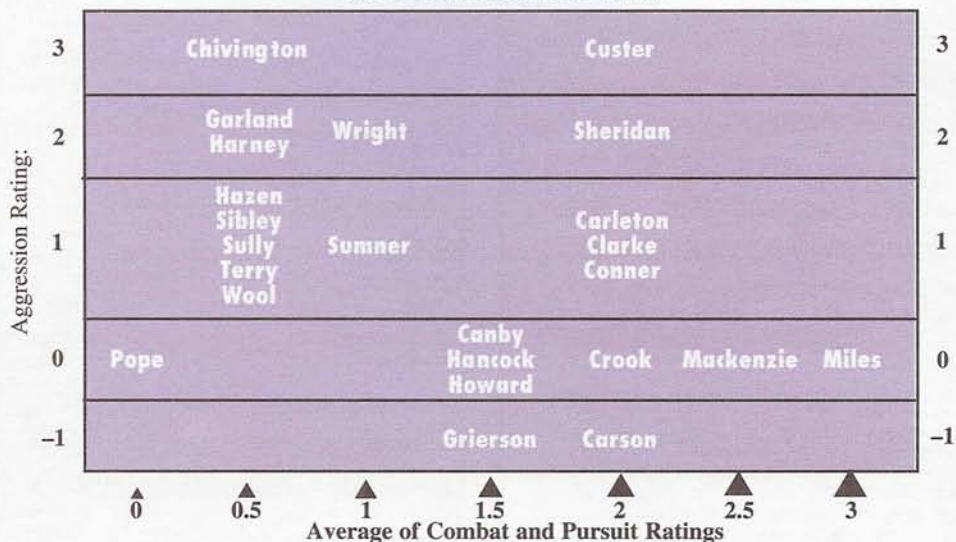 3 Chivington Custer 3
Garland
2 Wright Sheridan 2
Harney
Hazen
Sibley Carleton
1 Sully Sumner Clarke 1
Terry Conner
Wool
Canby
0 Pope Hancock Crook Mackenzie Miles 0
Howard
–1 Grierson Carson –1
Aggression Rating:
0 0.5 1 1.5 2 2.5 3
Average of Combat and Pursuit Ratings